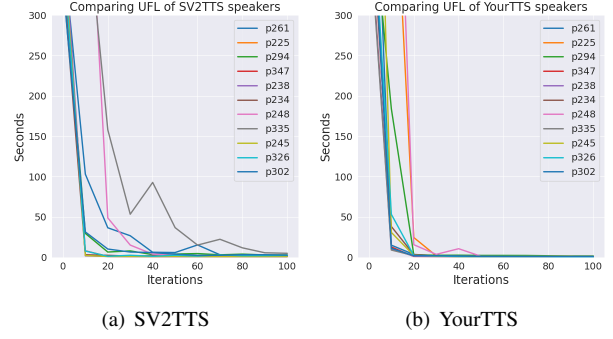 Comparing UFL of SV2TTS speakers
300
250
200
150
100
50
0
Seconds
p261
p225
p294
p347
p238
p234
p248
p335
p245
p326
p302
0 20 40 60 80 100
Iterations
(a) SV2TTS
Comparing UFL of YourTTS speakers
300
250
200
150
100
50
0
Seconds
p261
p225
p294
p347
p238
p234
p248
p335
p245
p326
p302
0 20 40 60 80 100
Iterations
(b) YourTTS